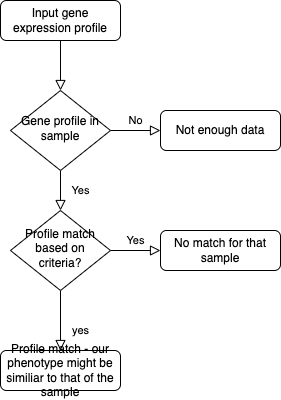 Input gene
expression profile
Gene profile in
sample
No
Not enough data
Yes
Profile match
based on
criteria?
Yes
No match for that
sample
yes
Profile match - our
phenotype might be
similiar to that of the
sample